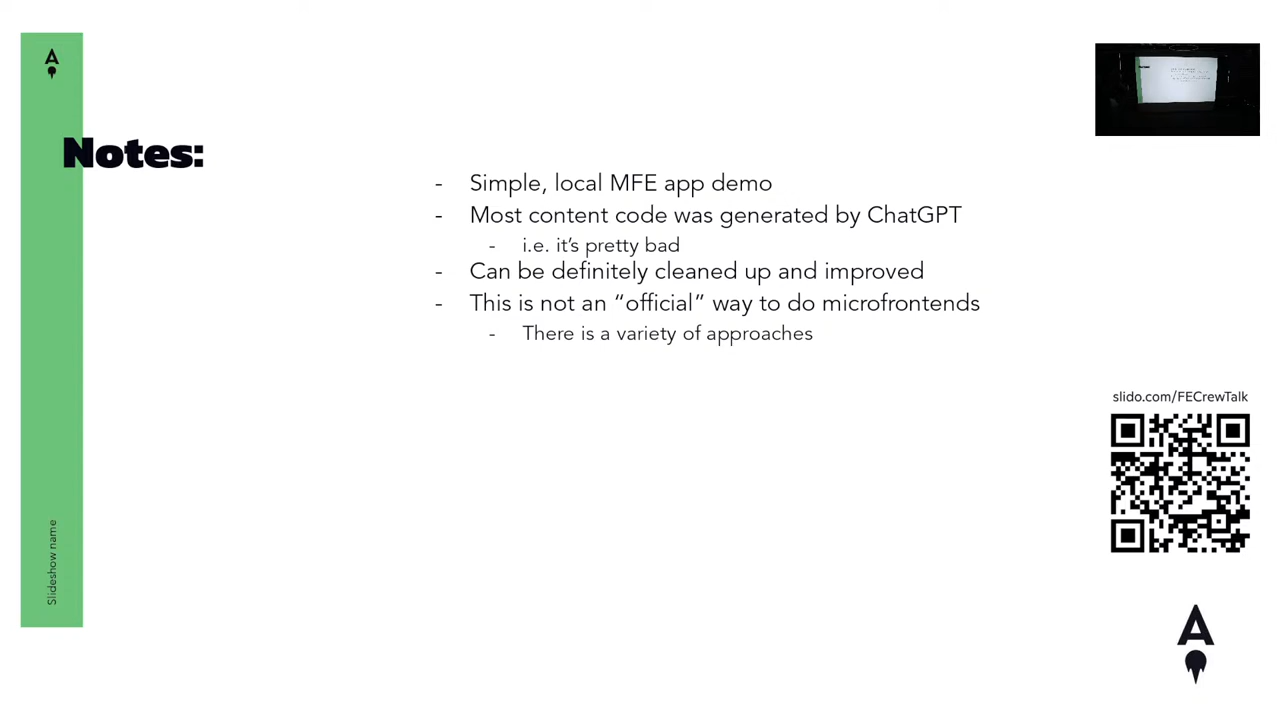 Notes:
- Simple, local MFE app demo
- Most content code was generated by ChatGPT
- i.e. it’s pretty bad
- Can be definitely cleaned up and improved
- This is not an “official” way to do microfrontends
- There is a variety of approaches
slido.com/FECrewTalk
Slideshow name